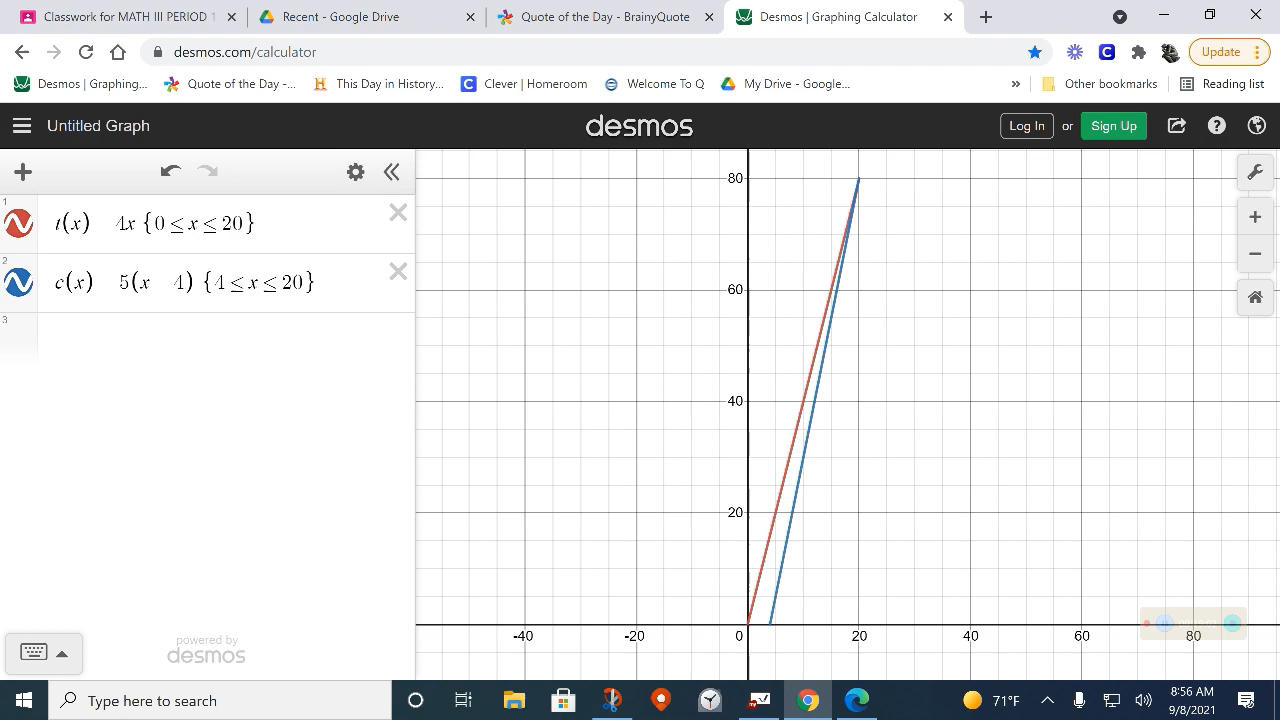 Classwork for MATH III PERIOD 1
Recent - Google Drive
Quote of the Day - BrainyQuote
Desmos | Graphing Calculator
desmos.com/calculator
Update
Desmos | Graphing...
Quote of the Day -...
This Day in History...
Clever | Homeroom
Welcome To Q
My Drive - Google...
»
Other bookmarks
Reading list
Untitled Graph
desmos
Log In or Sign Up
1
t(x) 4x {0 ≤ x ≤ 20}
2
c(x) 5(x 4) {4 ≤ x ≤ 20}
3
80
60
40
20
-40 -20 0 20 40 60 80
powered by
desmos
Type here to search
71°F
8:56 AM
9/8/2021